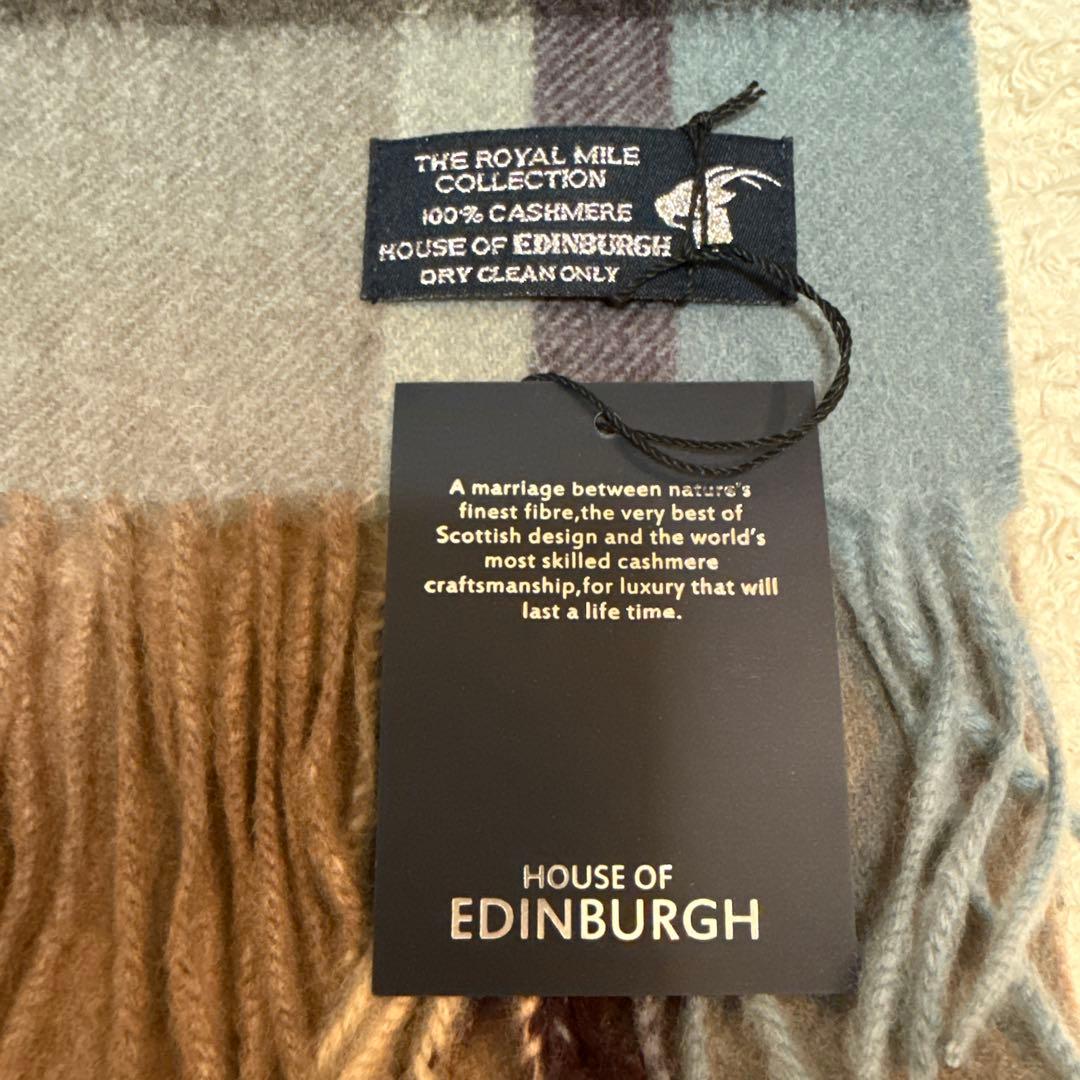 THE ROYAL MILE
COLLECTION
100% CASHMERE
HOUSE OF EDINBURGH
DRY CLEAN ONLY
A marriage between nature's
finest fibre,the very best of
Scottish design and the world's
most skilled cashmere
craftsmanship,for luxury that will
last a life time.
HOUSE OF
EDINBURGH